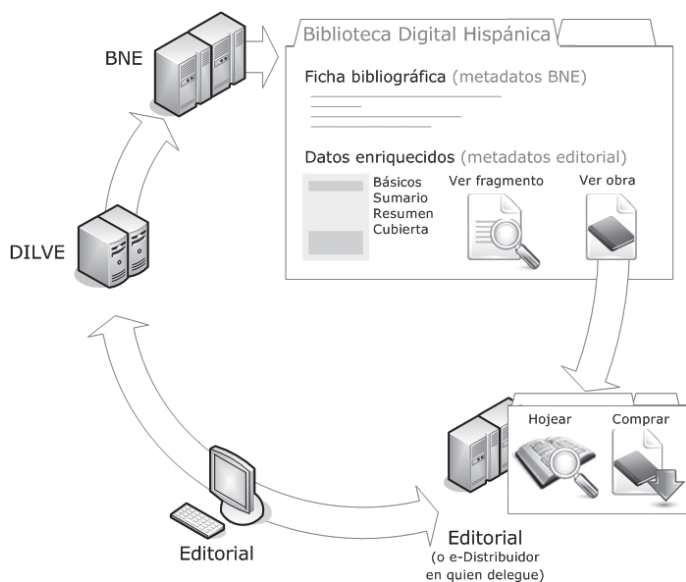 BNE
Biblioteca Digital Hispánica
Ficha bibliográfica (metadatos BNE)
Datos enriquecidos (metadatos editorial)
Básicos
Sumario
Resumen
Cubierta
Ver fragmento
Ver obra
DILVE
Hojear
Comprar
Editorial
Editorial
(o e-Distribuidor
en quien delegue)